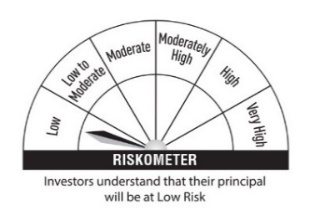 Low
Low to
Moderate
Moderate
Moderately
High
High
Very High
RISKOMETER
Investors understand that their principal
will be at Low Risk